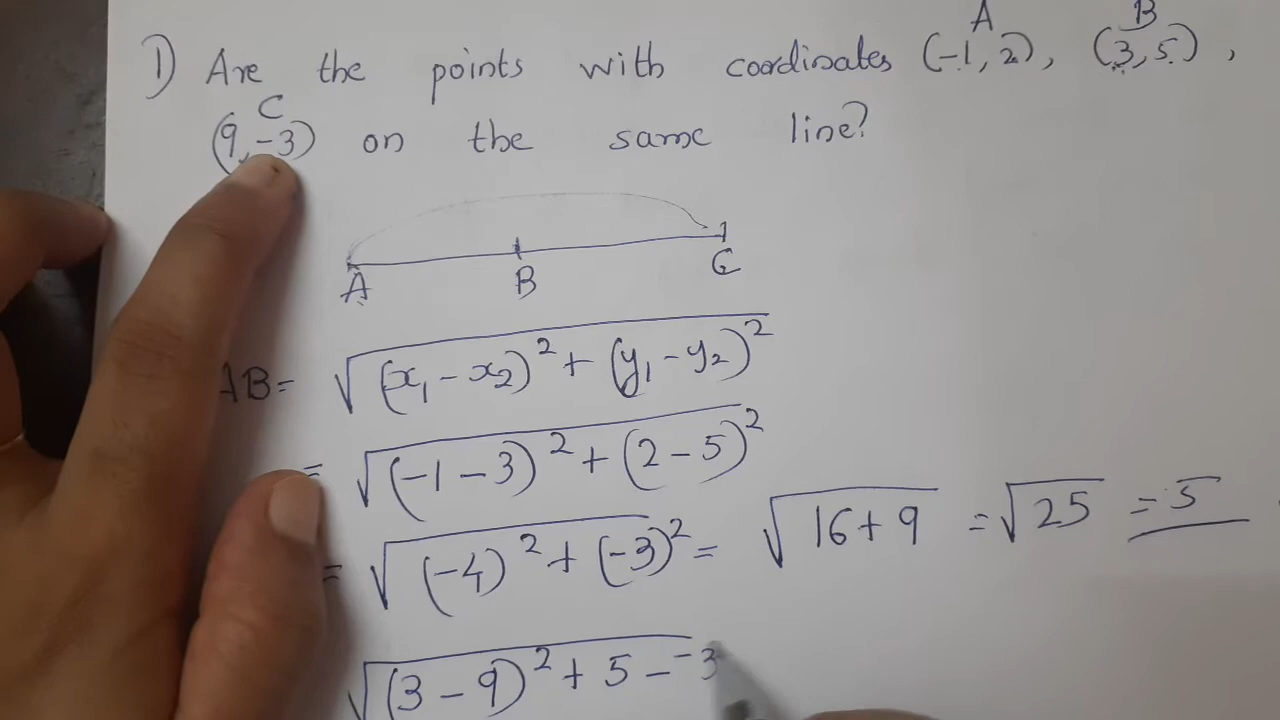 1) Are the points with coordinates (-1, 2), (3, 5),
A B
C
(9, -3) on the same line?
A B C
AB = √(x₁ - x₂)² + (y₁ - y₂)²
= √(-1 - 3)² + (2 - 5)²
= √(-4)² + (-3)² = √16 + 9 = √25 = 5
√(3 - 9)² + 5 - -3